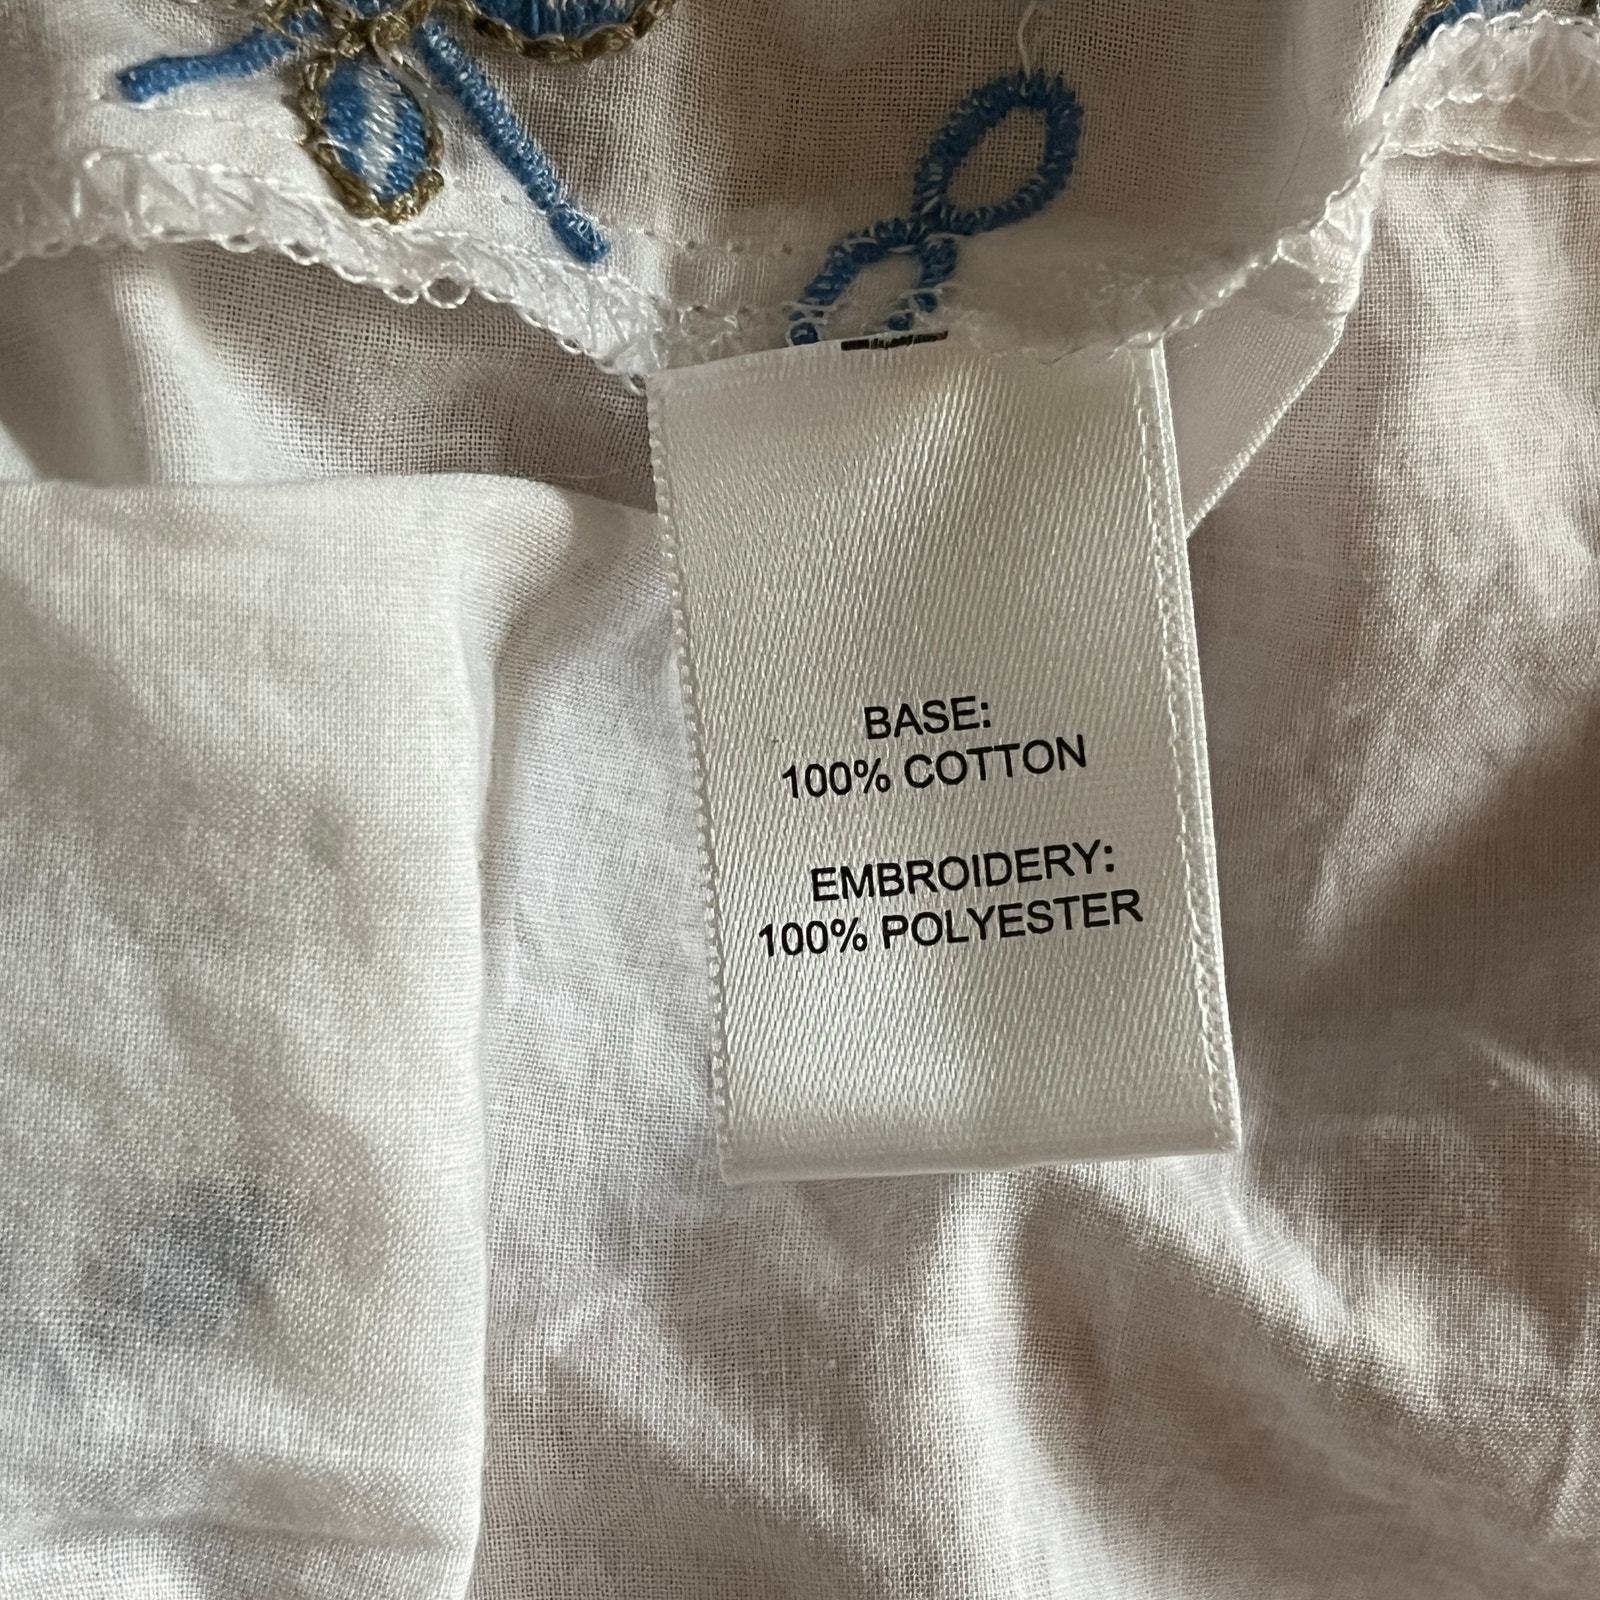 BASE:
100% COTTON
EMBROIDERY:
100% POLYESTER